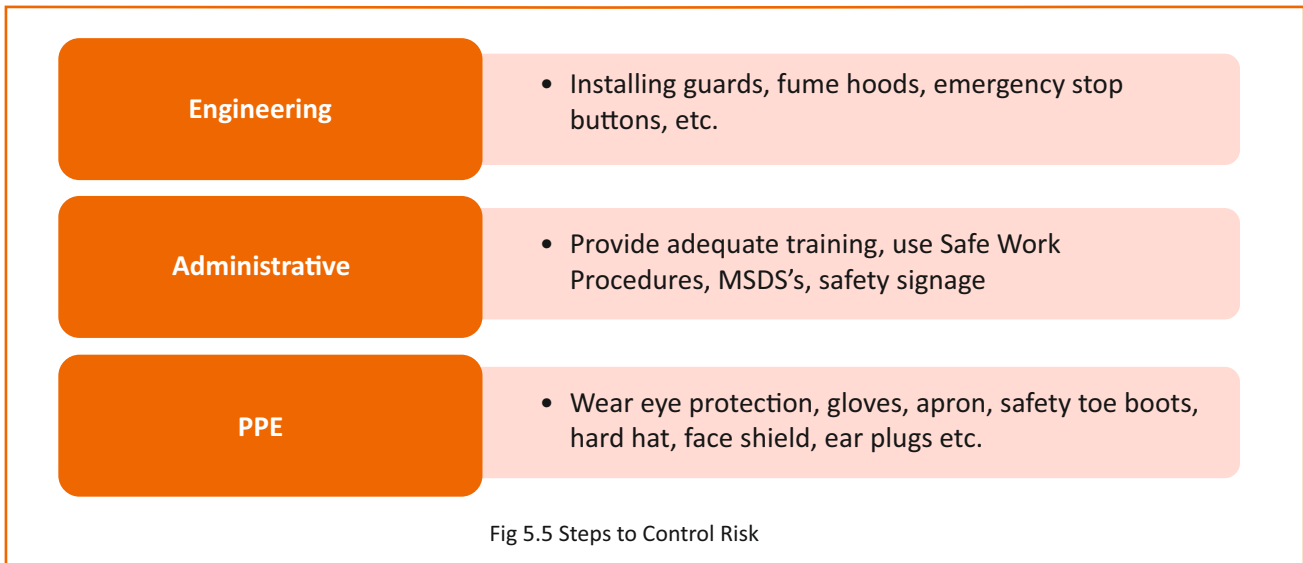 Engineering
• Installing guards, fume hoods, emergency stop
buttons, etc.
Administrative
• Provide adequate training, use Safe Work
Procedures, MSDS's, safety signage
PPE
• Wear eye protection, gloves, apron, safety toe boots,
hard hat, face shield, ear plugs etc.
Fig 5.5 Steps to Control Risk